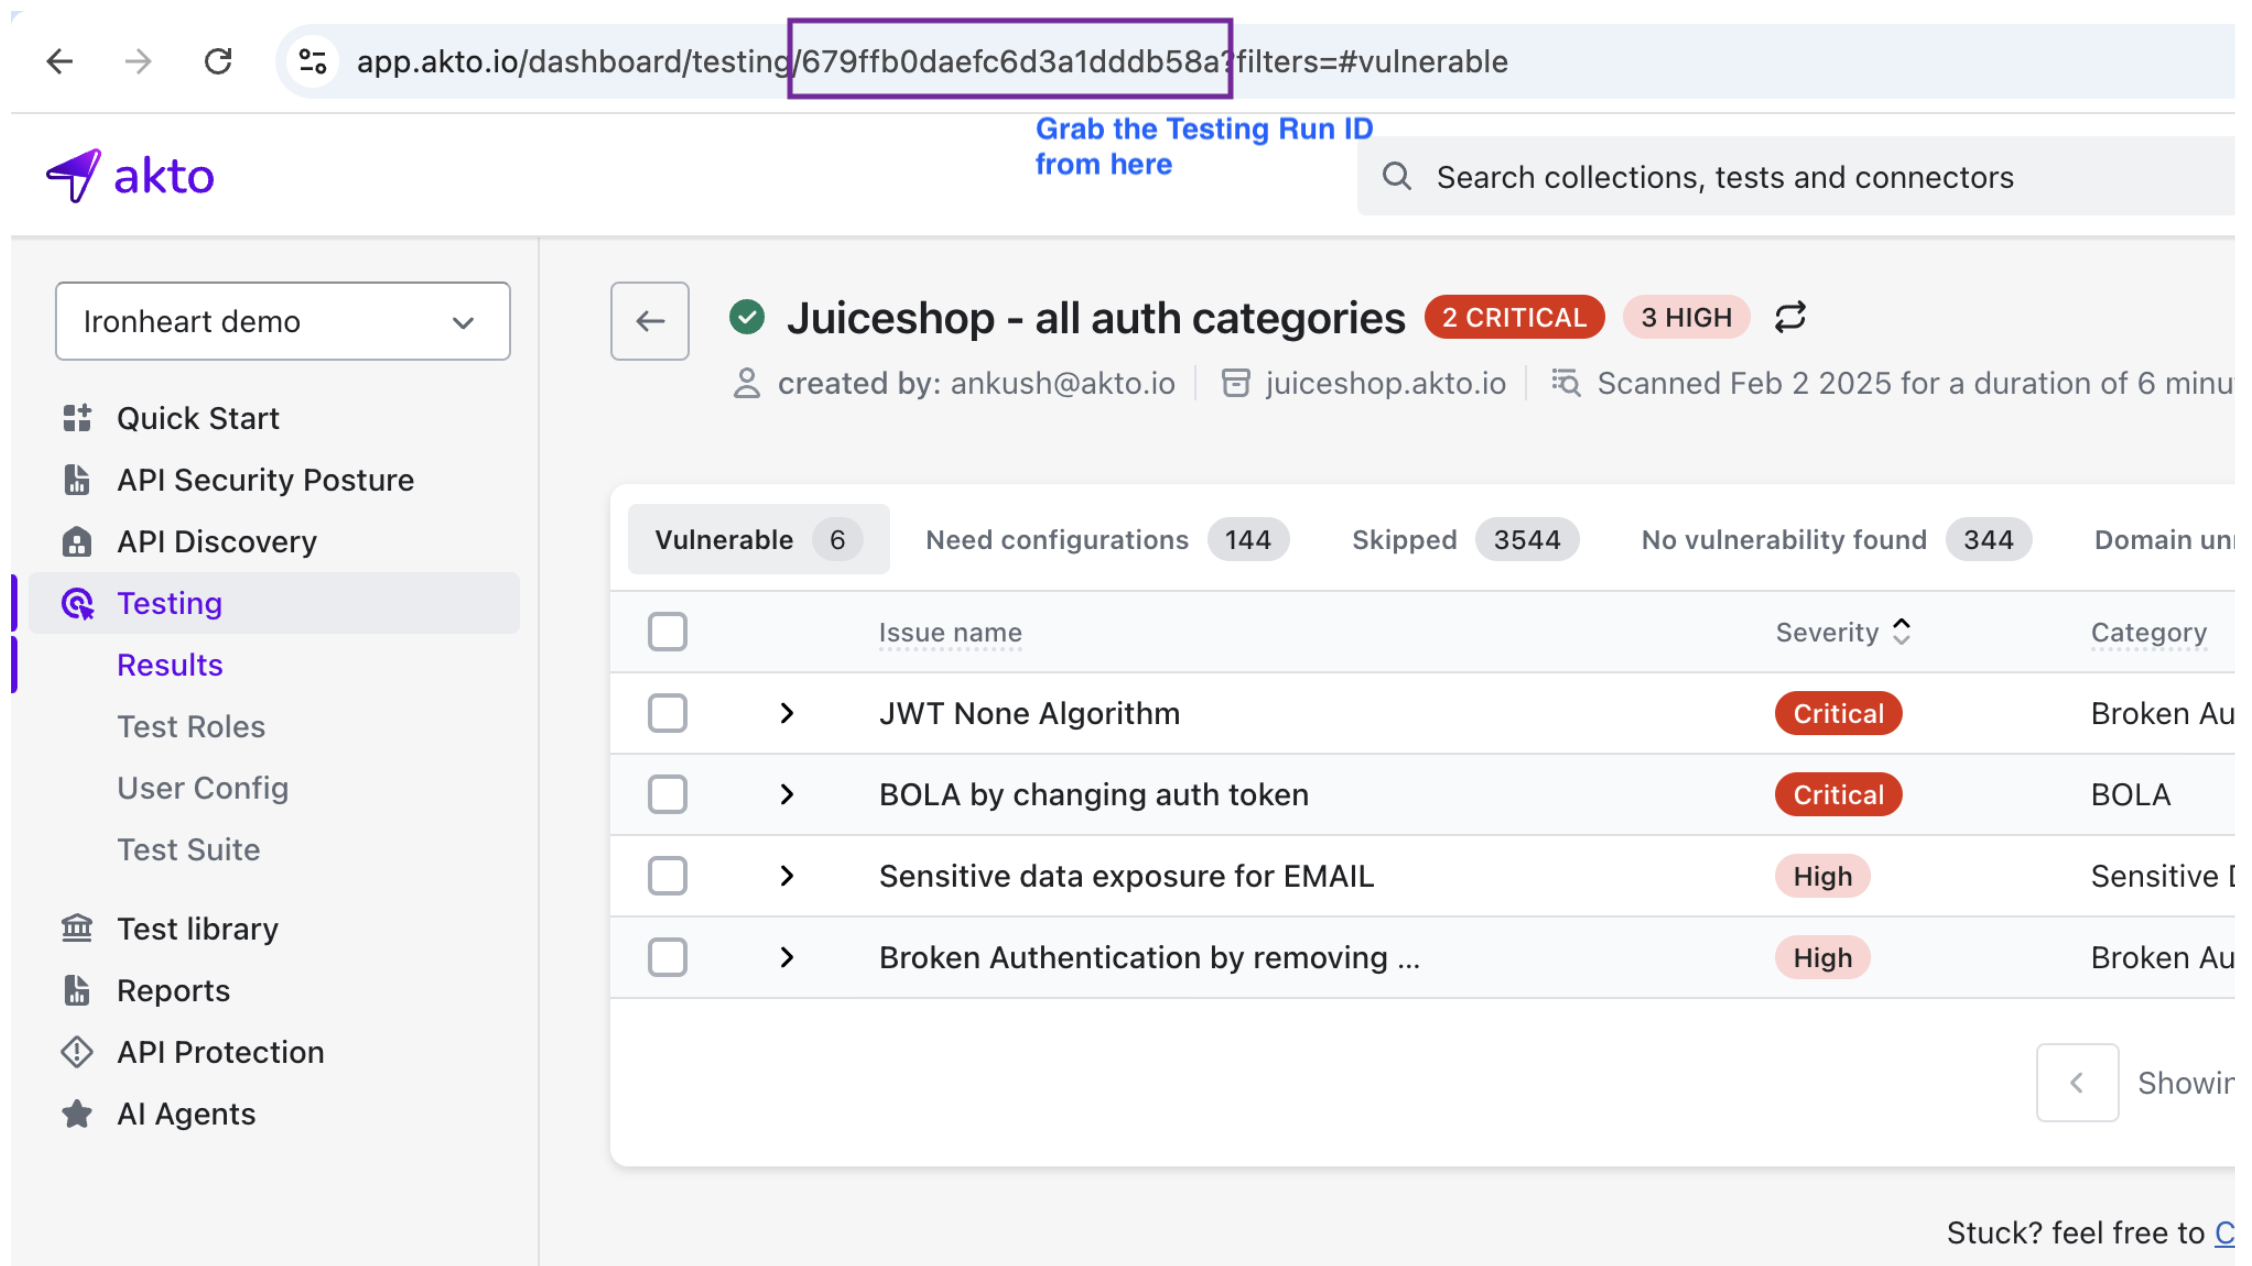 app.akto.io/dashboard/testing/679ffb0daefc6d3a1dddb58a?filters=#vulnerable
Grab the Testing Run ID
from here
akto
Search collections, tests and connectors
Ironheart demo
Quick Start
API Security Posture
API Discovery
Testing
Results
Test Roles
User Config
Test Suite
Test library
Reports
API Protection
AI Agents
Juiceshop - all auth categories 2 CRITICAL 3 HIGH
created by: ankush@akto.io juiceshop.akto.io Scanned Feb 2 2025 for a duration of 6 minu
Vulnerable 6 Need configurations 144 Skipped 3544 No vulnerability found 344 Domain un
Issue name Severity Category
JWT None Algorithm Critical Broken Au
BOLA by changing auth token Critical BOLA
Sensitive data exposure for EMAIL High Sensitive
Broken Authentication by removing ... High Broken Au
Showin
Stuck? feel free to C